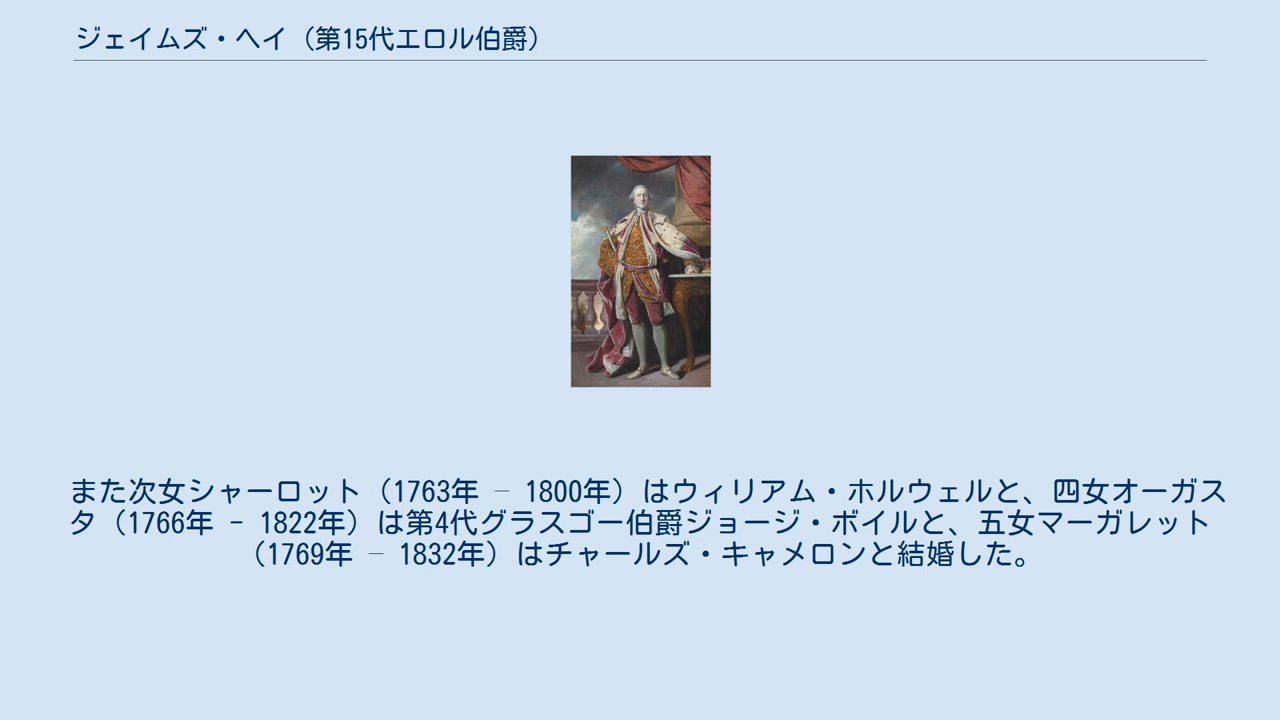 ジェイムズ・ヘイ（第15代エロル伯爵）
また次女シャーロット（1763年 – 1800年）はウィリアム・ホルウェルと、四女オーガス
タ（1766年 - 1822年）は第4代グラスゴー伯爵ジョージ・ボイルと、五女マーガレット
（1769年 – 1832年）はチャールズ・キャメロンと結婚した。